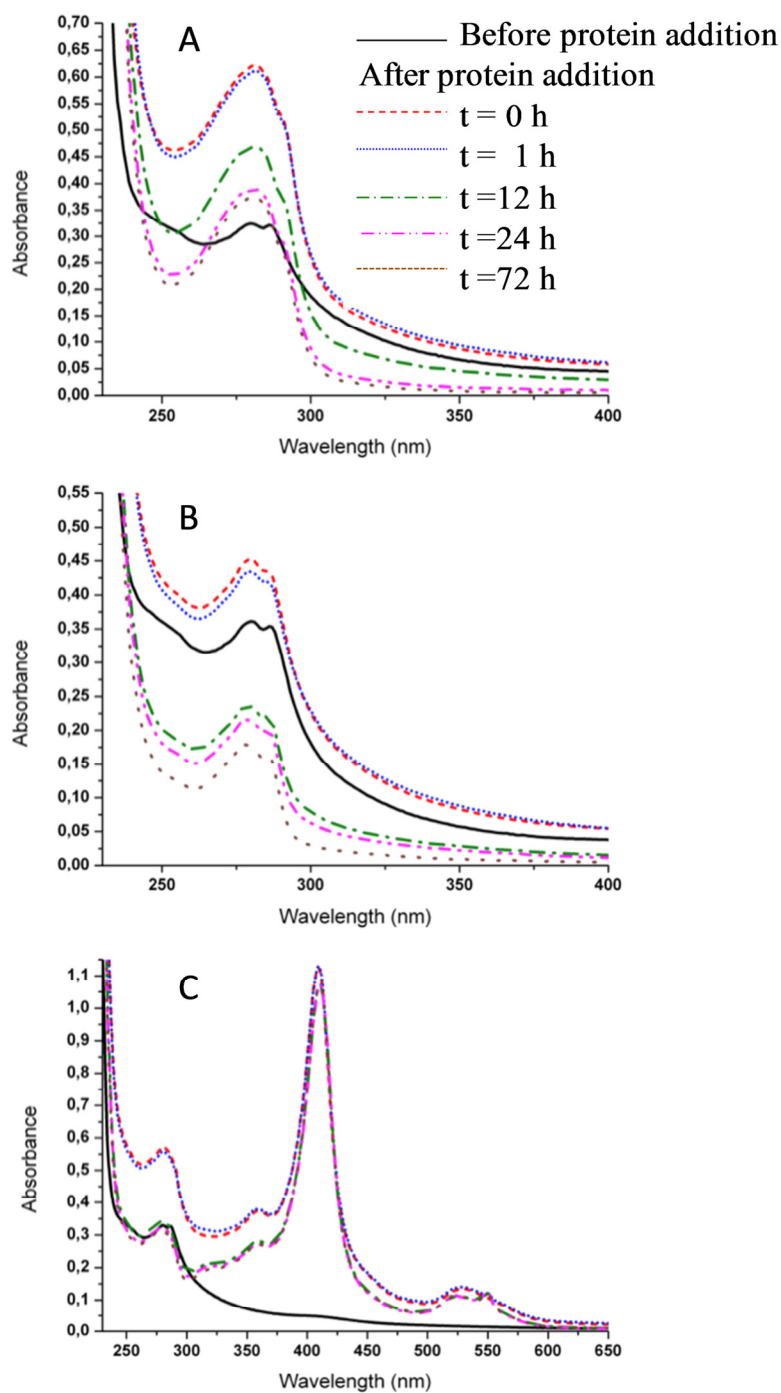 A
Before protein addition
After protein addition
t = 0 h
t = 1 h
t =12 h
t =24 h
t =72 h
0,70
0,65
0,60
0,55
0,50
0,45
0,40
0,35
0,30
0,25
0,20
0,15
0,10
0,05
0,00
Absorbance
250 300 350 400
Wavelength (nm)
B
0,55
0,50
0,45
0,40
0,35
0,30
0,25
0,20
0,15
0,10
0,05
0,00
Absorbance
250 300 350 400
Wavelength (nm)
C
1,1
1,0
0,9
0,8
0,7
0,6
0,5
0,4
0,3
0,2
0,1
0,0
Absorbance
250 300 350 400 450 500 550 600 650
Wavelength (nm)